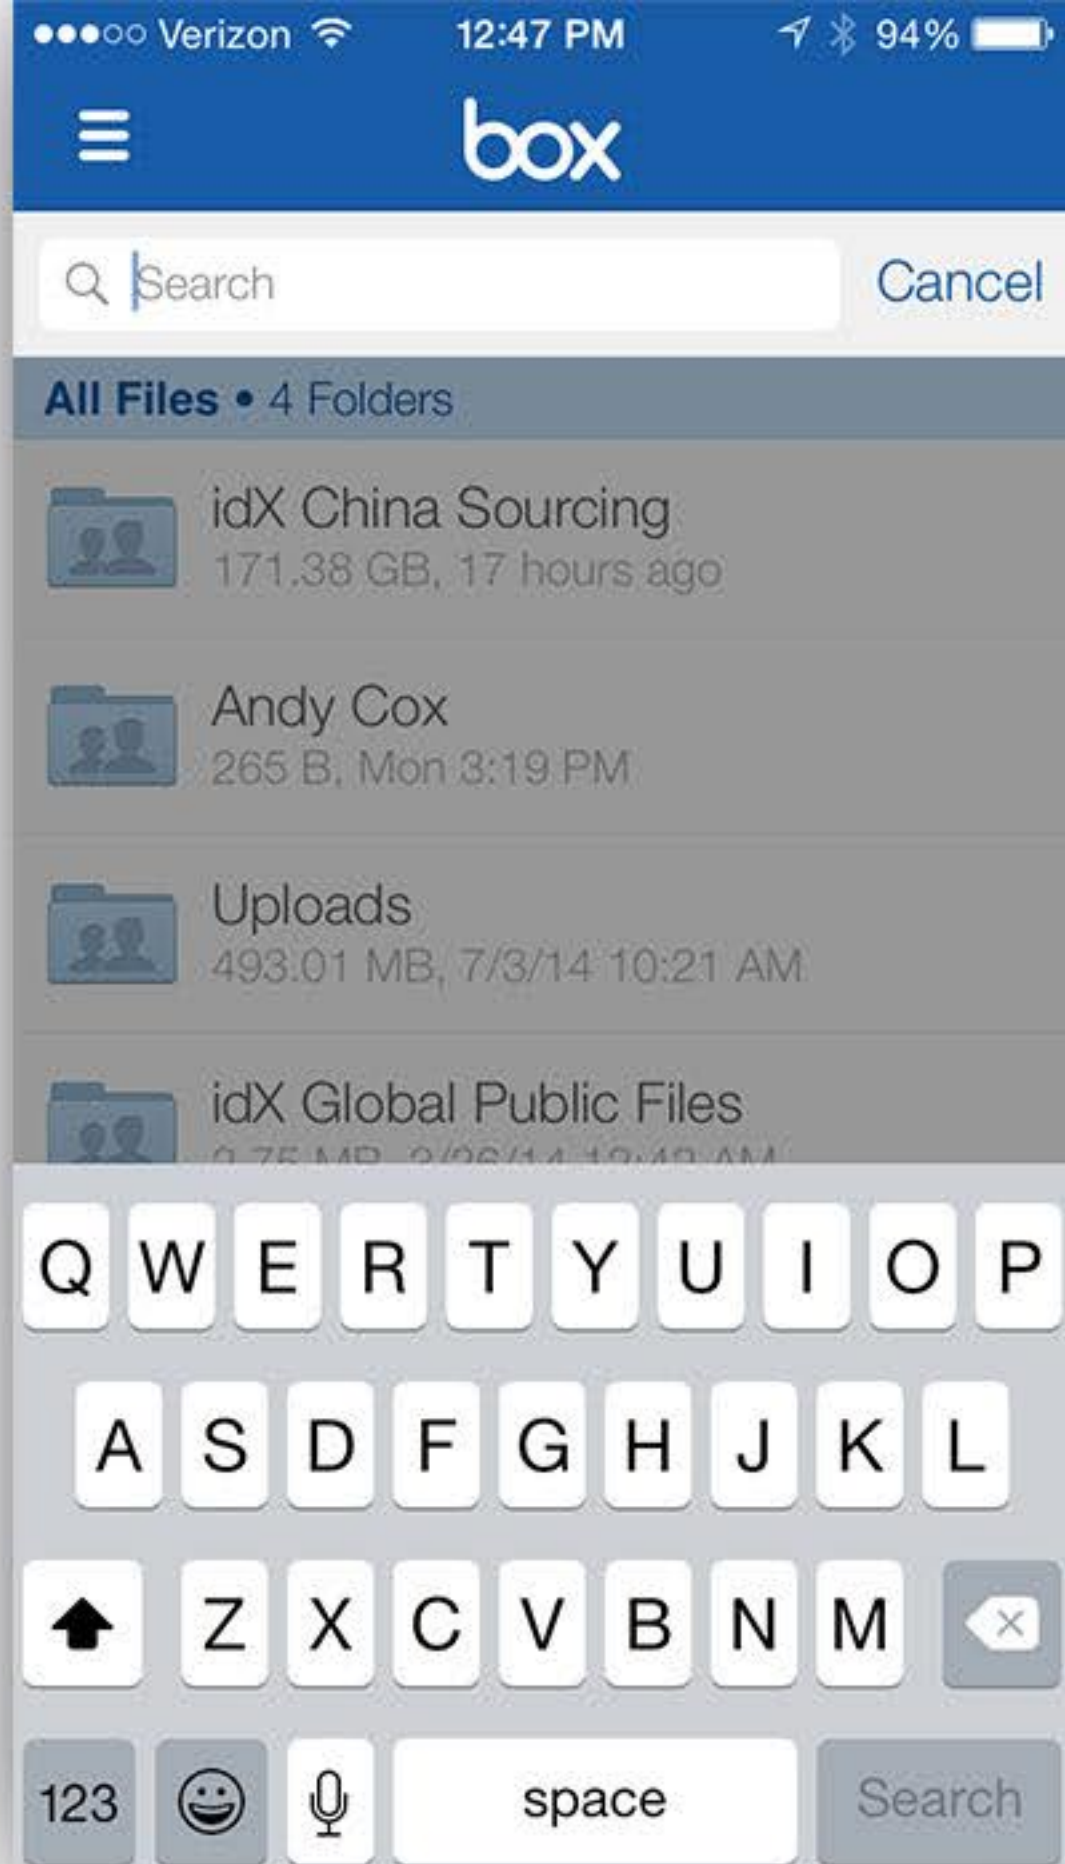 Verizon 12:47 PM 94%
box
Search Cancel
All Files • 4 Folders
idX China Sourcing
171.38 GB, 17 hours ago
Andy Cox
265 B, Mon 3:19 PM
Uploads
493.01 MB, 7/3/14 10:21 AM
idX Global Public Files
Q W E R T Y U I O P
A S D F G H J K L
Z X C V B N M
123 space Search